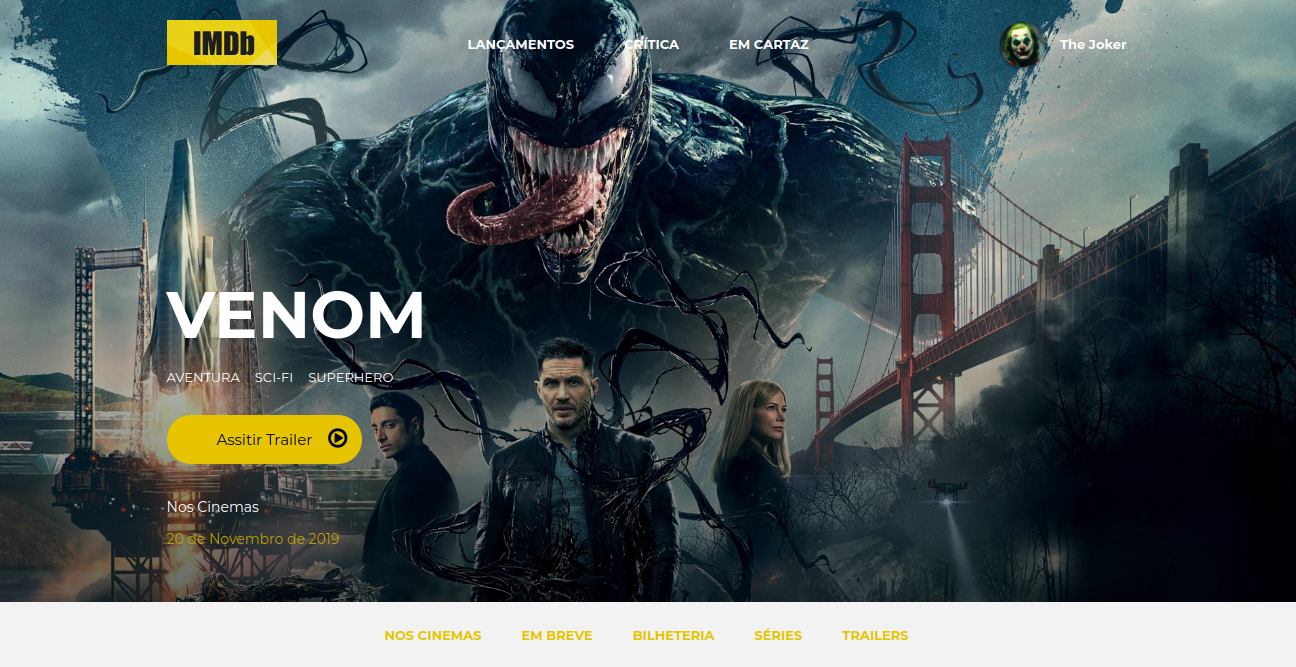 IMDb
LANÇAMENTOS CRÍTICA EM CARTAZ
The Joker
VENOM
AVENTURA SCI-FI SUPERHERO
Assitir Trailer
Nos Cinemas
20 de Novembro de 2019
NOS CINEMAS EM BREVE BILHETERIA SÉRIES TRAILERS